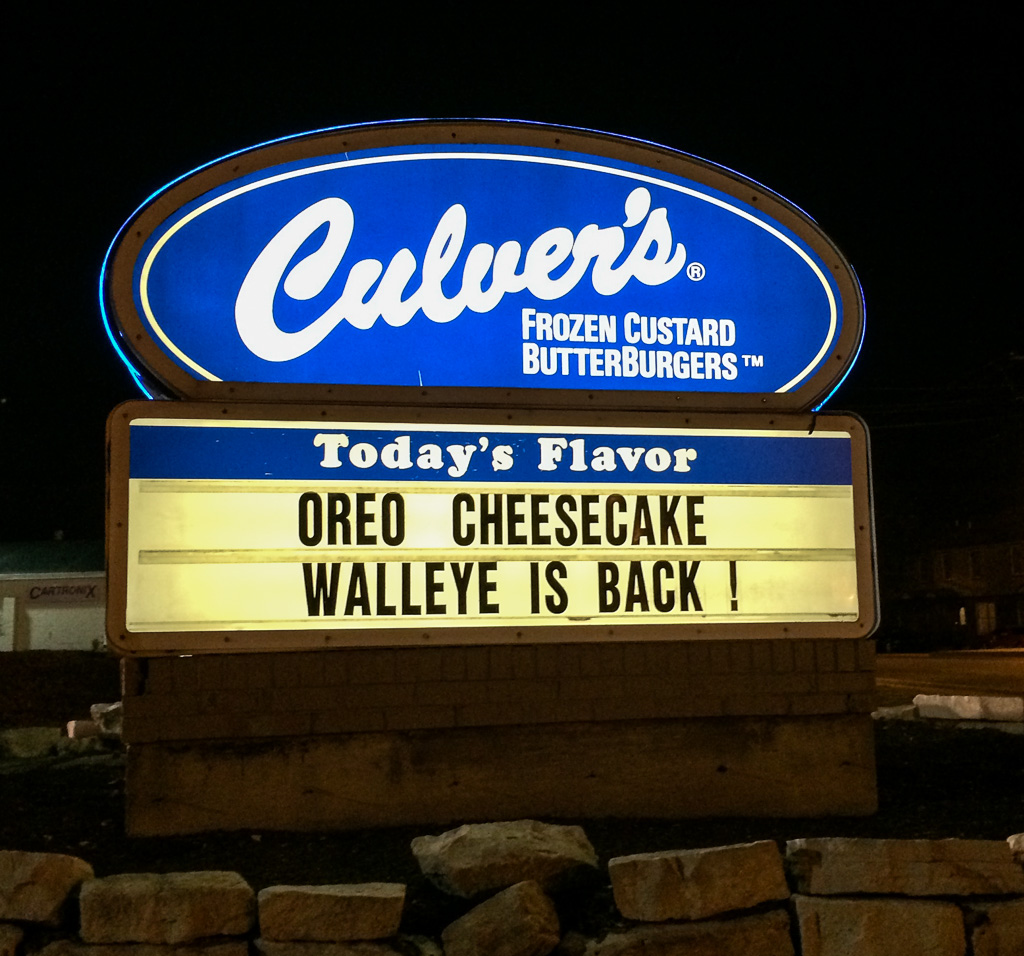 Culver's®
FROZEN CUSTARD
BUTTERBURGERS™
Today's Flavor
OREO CHEESECAKE
WALLEYE IS BACK !
CARTRONIX